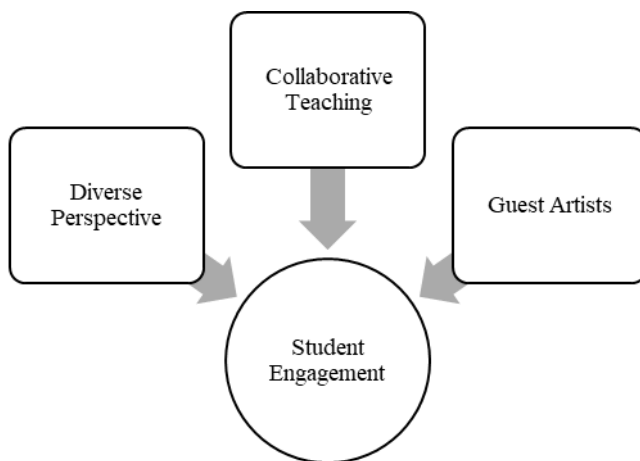 Collaborative
Teaching
Diverse
Perspective
Guest Artists
Student
Engagement